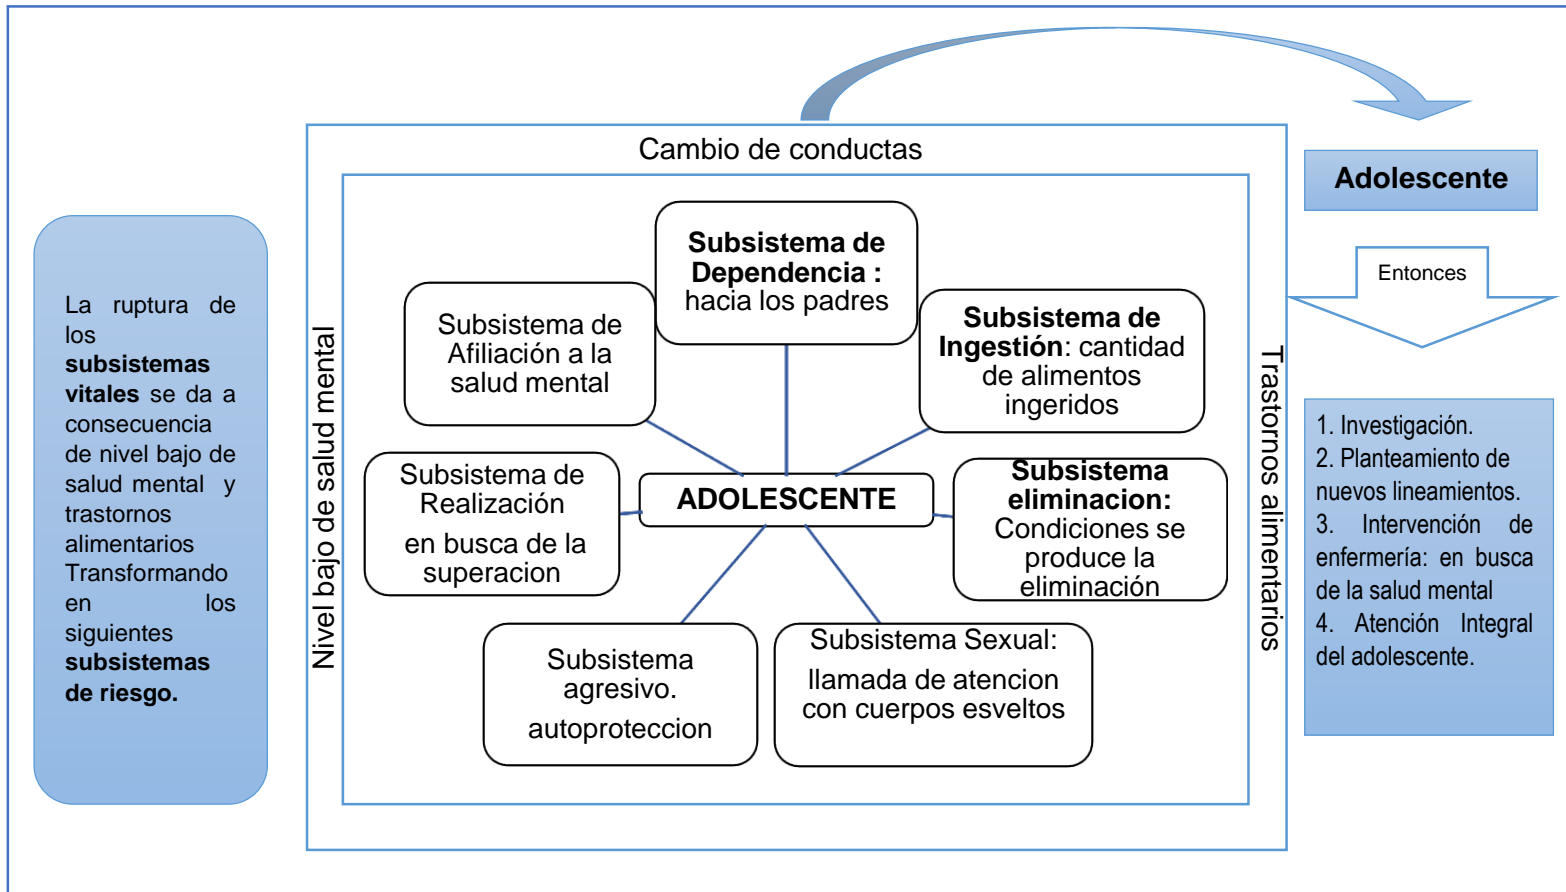 Cambio de conductas
La ruptura de
los
subsistemas
vitales se da a
consecuencia
de nivel bajo de
salud mental y
trastornos
alimentarios
Transformando
en los
siguientes
subsistemas
de riesgo.
Nivel bajo de salud mental
Subsistema de
Dependencia :
hacia los padres
Subsistema de
Afiliación a la
salud mental
Subsistema de
Ingestión: cantidad
de alimentos
ingeridos
Subsistema de
Realización
en busca de la
superacion
ADOLESCENTE
Subsistema
eliminacion:
Condiciones se
produce la
eliminación
Subsistema
agresivo.
autoproteccion
Subsistema Sexual:
llamada de atencion
con cuerpos esveltos
Trastornos alimentarios
Adolescente
Entonces
1. Investigación.
2. Planteamiento de
nuevos lineamientos.
3. Intervención de
enfermería: en busca
de la salud mental
4. Atención Integral
del adolescente.